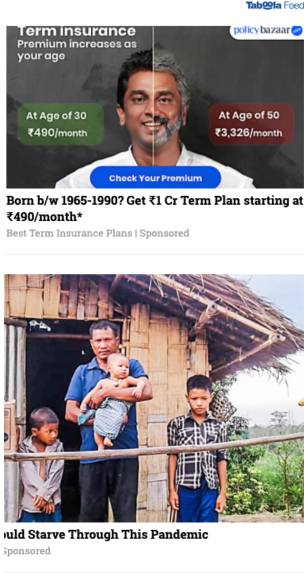 Taboola Feed
Term Insurance
policybazaar
Premium increases as
your age
At Age of 30
₹490/month
At Age of 50
₹3,326/month
Check Your Premium
Born b/w 1965-1990? Get ₹1 Cr Term Plan starting at
₹490/month*
Best Term Insurance Plans | Sponsored
ould Starve Through This Pandemic
Sponsored